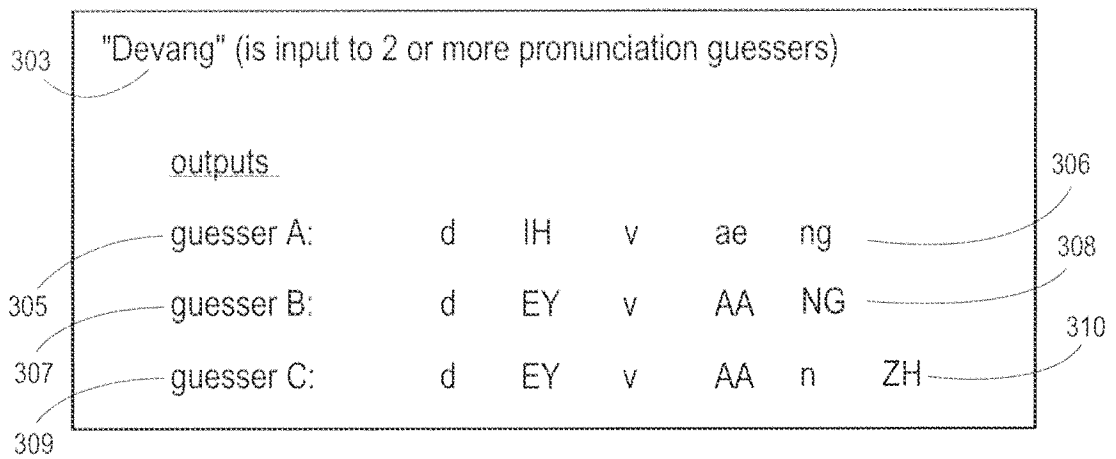 303 "Devang" (is input to 2 or more pronunciation guessers)
outputs
306
guesser A: d IH v ae ng
308
305 guesser B: d EY v AA NG
310
307 guesser C: d EY v AA n ZH
309